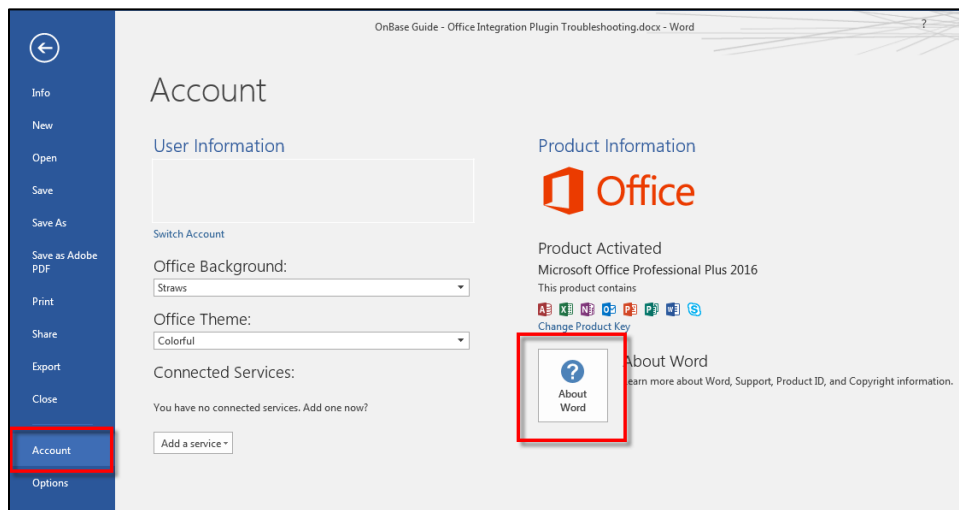 OnBase Guide - Office Integration Plugin Troubleshooting.docx - Word
?
Info
New
Open
Save
Save As
Save as Adobe
PDF
Print
Share
Export
Close
Account
Options
Account
User Information
Switch Account
Office Background:
Straws
Office Theme:
Colorful
Connected Services:
You have no connected services. Add one now?
Add a service
Product Information
Office
Product Activated
Microsoft Office Professional Plus 2016
This product contains
Change Product Key
?
About
Word
About Word
earn more about Word, Support, Product ID, and Copyright information.